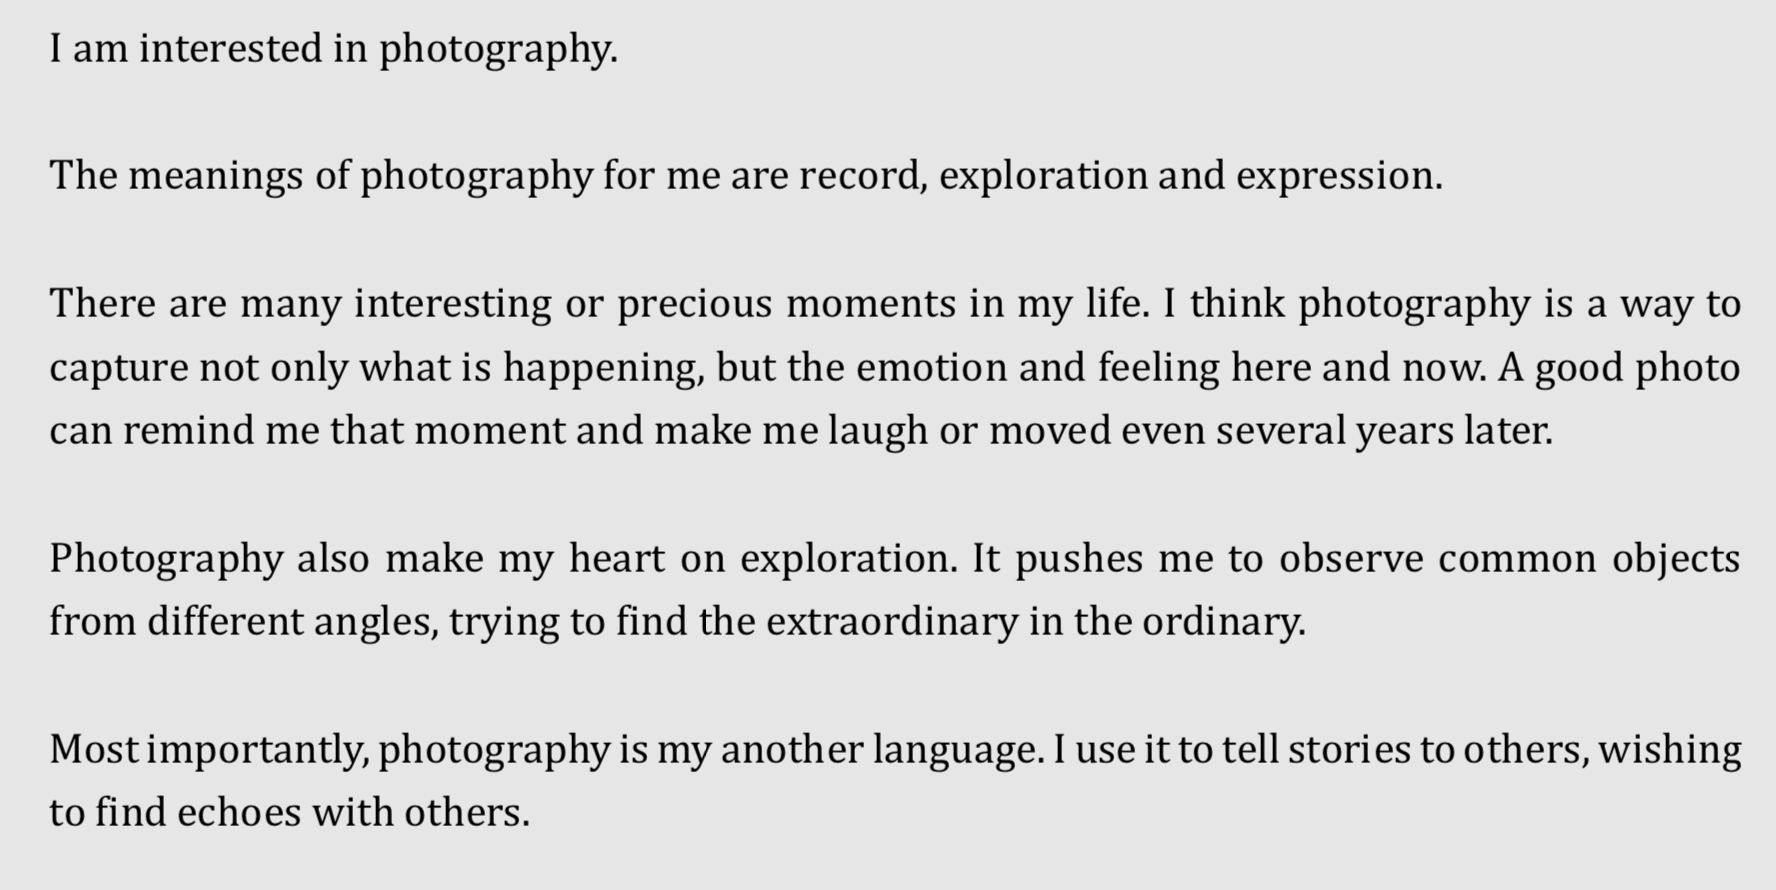 I am interested in photography.
The meanings of photography for me are record, exploration and expression.
There are many interesting or precious moments in my life. I think photography is a way to
capture not only what is happening, but the emotion and feeling here and now. A good photo
can remind me that moment and make me laugh or moved even several years later.
Photography also make my heart on exploration. It pushes me to observe common objects
from different angles, trying to find the extraordinary in the ordinary.
Most importantly, photography is my another language. I use it to tell stories to others, wishing
to find echoes with others.